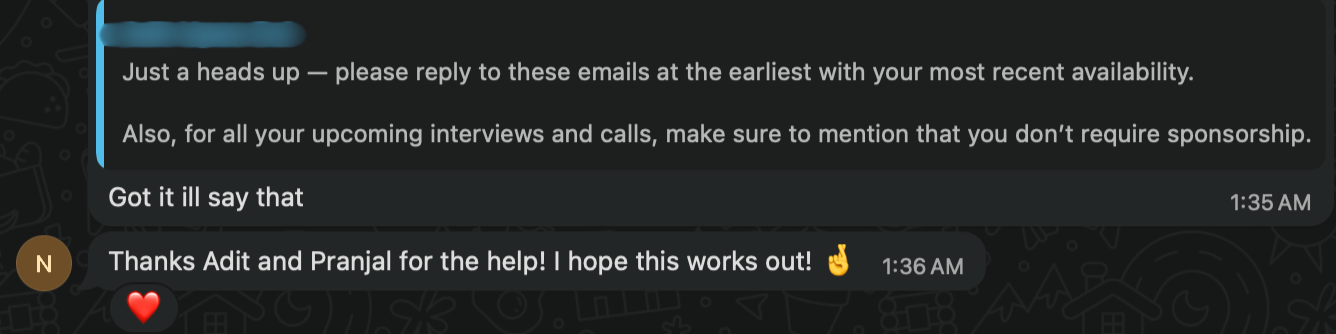 Just a heads up — please reply to these emails at the earliest with your most recent availability.
Also, for all your upcoming interviews and calls, make sure to mention that you don’t require sponsorship.
Got it ill say that
1:35 AM
N
Thanks Adit and Pranjal for the help! I hope this works out! 🤞
1:36 AM
❤️